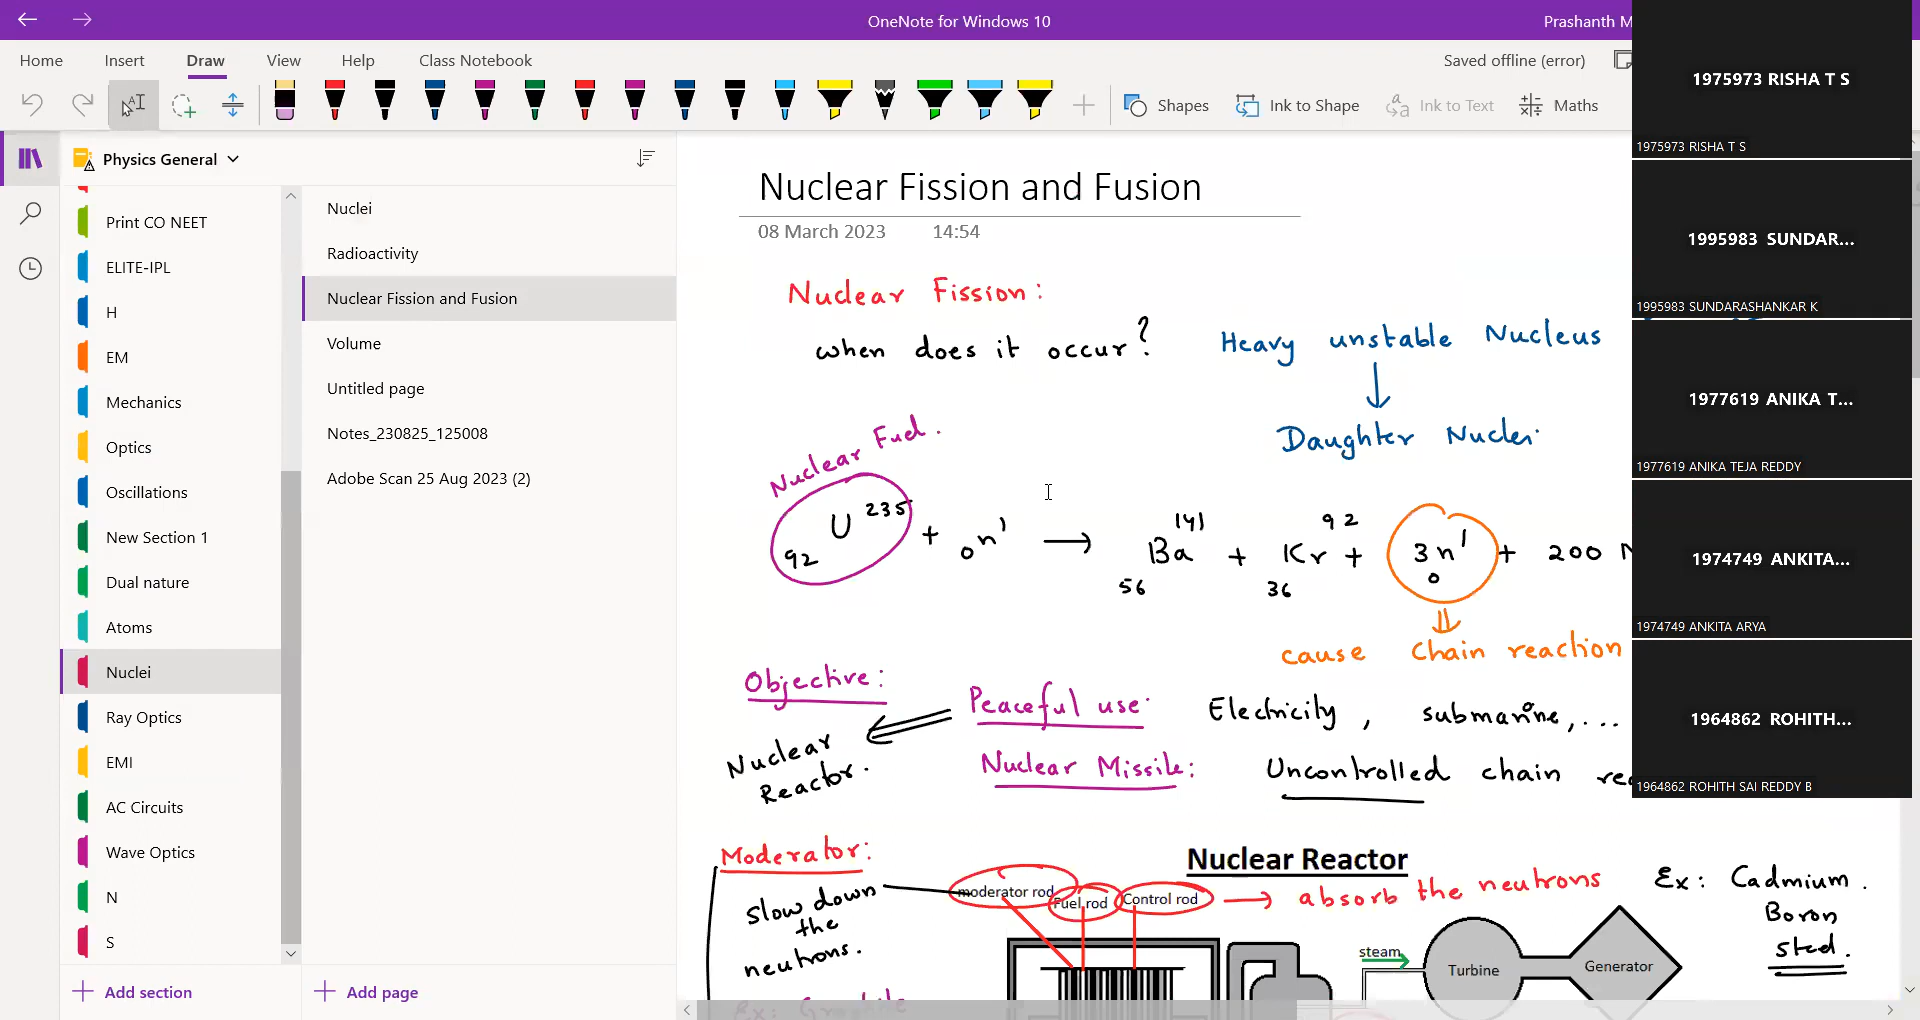 OneNote for Windows 10
Prashanth M
Home Insert Draw View Help Class Notebook
Saved offline (error)
Shapes Ink to Shape Ink to Text Maths
Physics General
Print CO NEET
ELITE-IPL
H
EM
Mechanics
Optics
Oscillations
New Section 1
Dual nature
Atoms
Nuclei
Ray Optics
EMI
AC Circuits
Wave Optics
N
S
Add section
Nuclei
Radioactivity
Nuclear Fission and Fusion
Volume
Untitled page
Notes_230825_125008
Adobe Scan 25 Aug 2023 (2)
Add page
Nuclear Fission and Fusion
08 March 2023 14:54
Nuclear Fission:
when does it occur?
Heavy unstable Nucleus
Daughter Nuclei
Nuclear Fuel.
92 U 235 + 0 n 1 → 56 Ba 141 + 36 Kr 92 + 3 0 n 1 + 200
cause chain reaction
Objective:
Nuclear
Reactor.
Peaceful use:
Electricity, submarine,...
Nuclear Missile:
Uncontrolled chain
Moderator:
slow down
the
neutrons.
Nuclear Reactor
moderator rod
Fuel rod
Control rod
→ absorb the neutrons
Ex: Cadmium.
Boron
steel.
steam
Turbine
Generator
1975973 RISHA T S
1975973 RISHA T S
1995983 SUNDAR...
1995983 SUNDARASHANKAR K
1977619 ANIKA T...
1977619 ANIKA TEJA REDDY
1974749 ANKITA...
1974749 ANKITA ARYA
1964862 ROHITH...
1964862 ROHITH SAI REDDY B